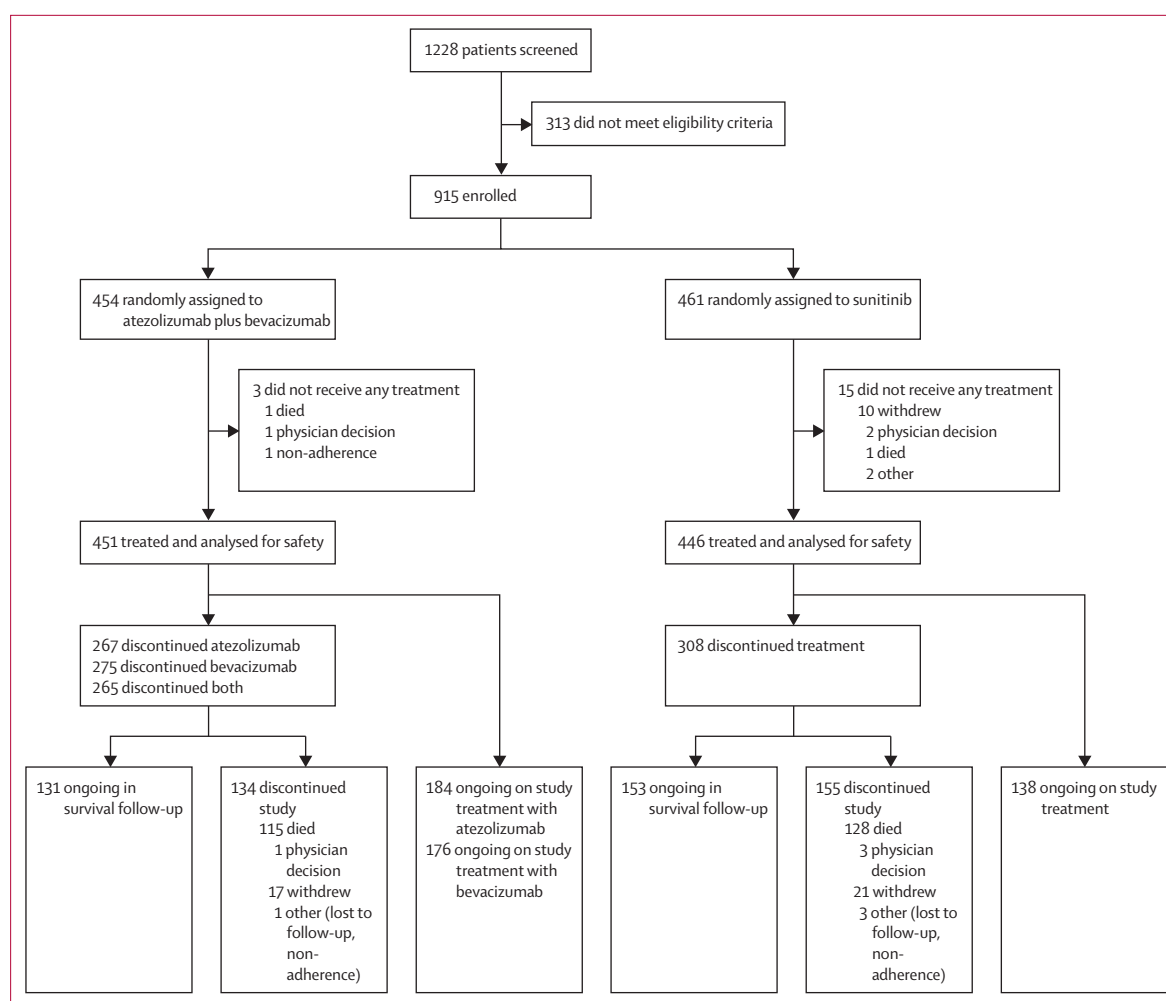 1228 patients screened
313 did not meet eligibility criteria
915 enrolled
454 randomly assigned to
atezolizumab plus bevacizumab
461 randomly assigned to sunitinib
3 did not receive any treatment
1 died
1 physician decision
1 non-adherence
15 did not receive any treatment
10 withdrew
2 physician decision
1 died
2 other
451 treated and analysed for safety
446 treated and analysed for safety
267 discontinued atezolizumab
275 discontinued bevacizumab
265 discontinued both
308 discontinued treatment
131 ongoing in
survival follow-up
134 discontinued
study
115 died
1 physician
decision
17 withdrew
1 other (lost to
follow-up,
non-
adherence)
184 ongoing on study
treatment with
atezolizumab
176 ongoing on study
treatment with
bevacizumab
153 ongoing in
survival follow-up
155 discontinued
study
128 died
3 physician
decision
21 withdrew
3 other (lost to
follow-up,
non-
adherence)
138 ongoing on study
treatment